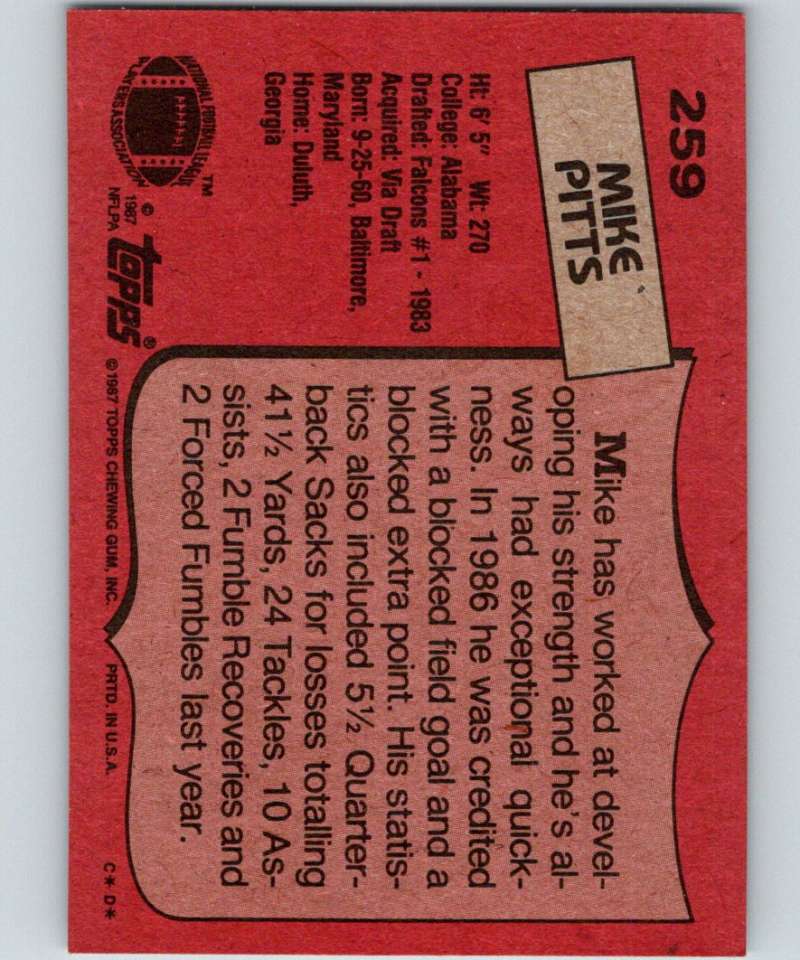 259
MIKE
PITTS
Ht: 6' 5" Wt: 270
College: Alabama
Drafted: Falcons #1 - 1983
Acquired: Via Draft
Born: 9-25-60, Baltimore,
Maryland
Home: Duluth,
Georgia
NATIONAL FOOTBALL LEAGUE
PLAYERS ASSOCIATION
™
© 1987
NFLPA
topps®
Mike has worked at devel-
oping his strength and he's al-
ways had exceptional quick-
ness. In 1986 he was credited
with a blocked field goal and a
blocked extra point. His statis-
tics also included 5½ Quarter-
back Sacks for losses totalling
41½ Yards, 24 Tackles, 10 As-
sists, 2 Fumble Recoveries and
2 Forced Fumbles last year.
© 1987 TOPPS CHEWING GUM, INC. PRTD. IN U.S.A. C* D*